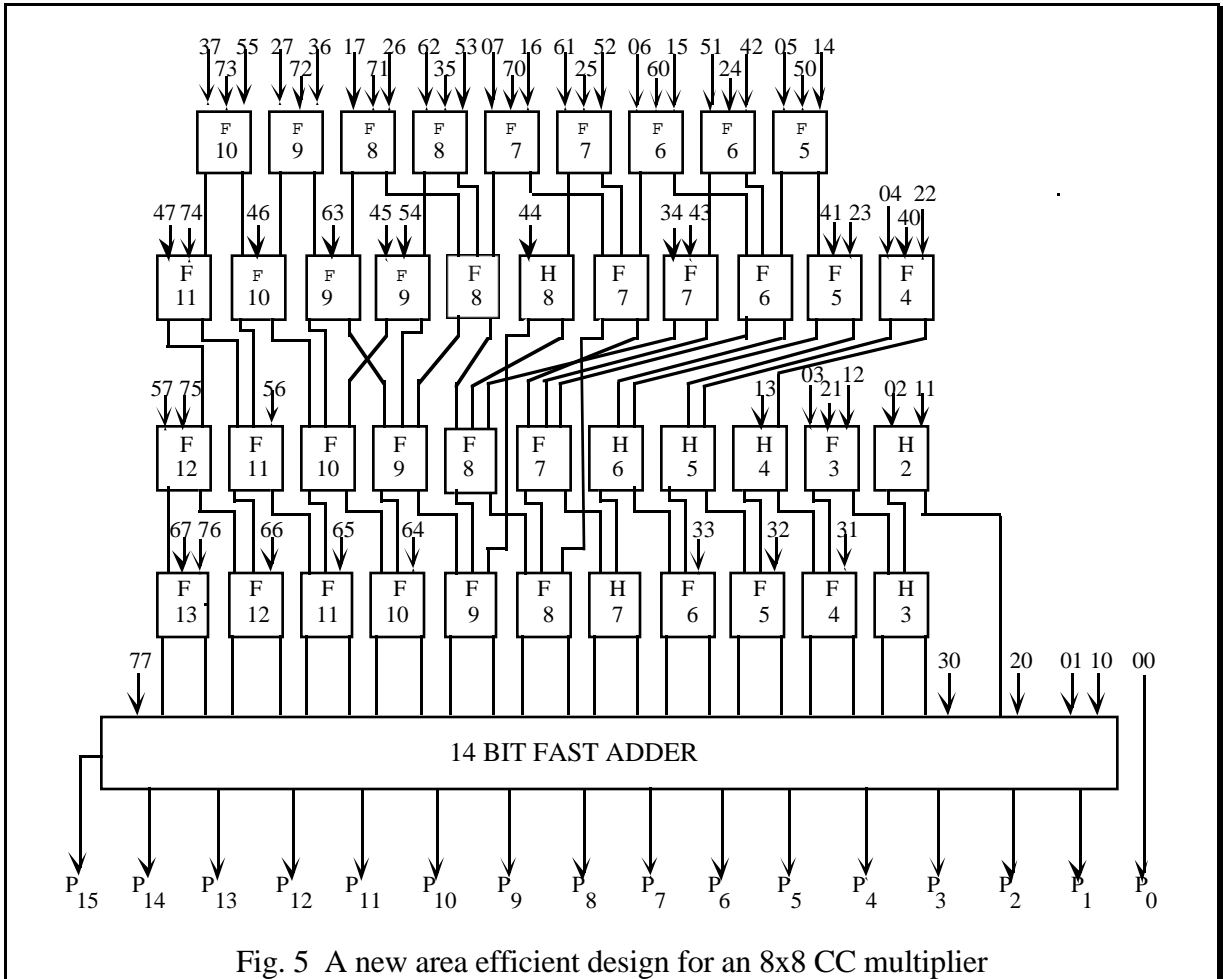 37 55 27 36 17 26 62 53 07 16 61 52 06 15 51 42 05 14
73 72 71 35 70 25 60 24 50
F F F F F F F F F
10 9 8 8 7 7 6 6 5
47 74 46 63 45 54 44 34 43 41 23 04 40 22
F F F F F H F F F F F
11 10 9 9 8 8 7 7 6 5 4
57 75 56 13 03 21 12 02 11
F F F F F F H H H F H
12 11 10 9 8 7 6 5 4 3 2
67 76 66 65 64 33 32 31
F F F F F F H F F F H
13 12 11 10 9 8 7 6 5 4 3
77 30 20 01 10 00
14 BIT FAST ADDER
P15 P14 P13 P12 P11 P10 P9 P8 P7 P6 P5 P4 P3 P2 P1 P0
Fig. 5 A new area efficient design for an 8x8 CC multiplier